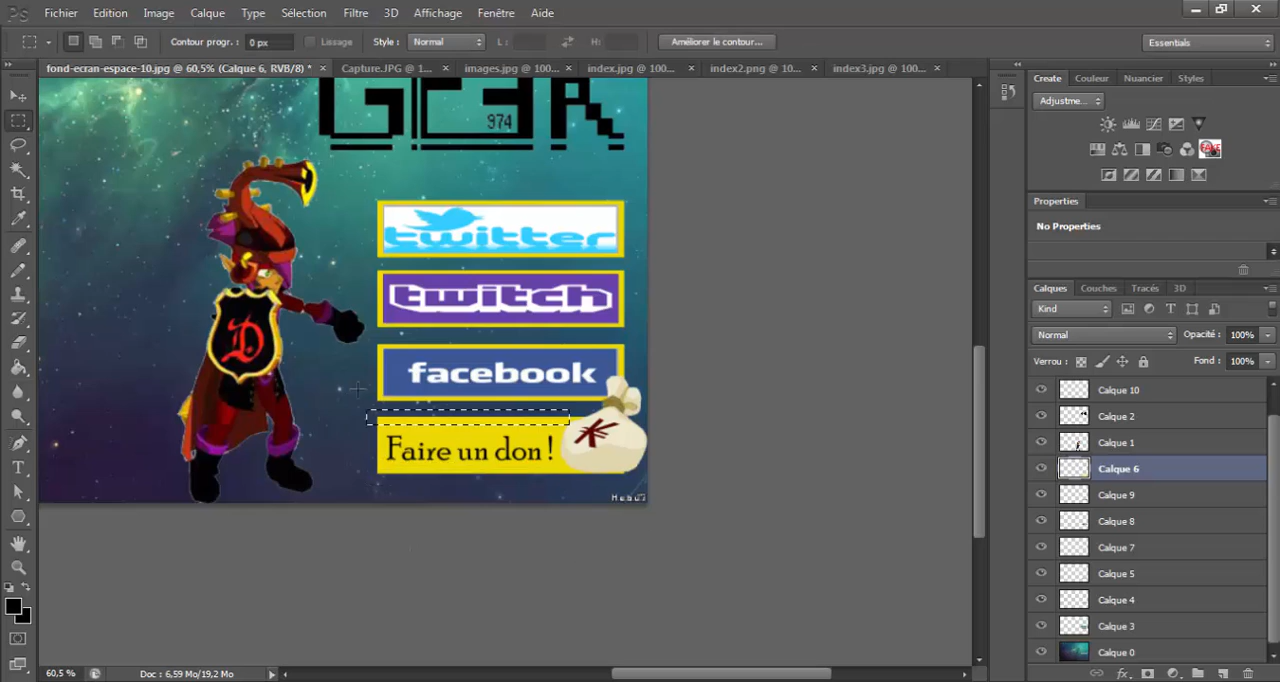 Ps Fichier Edition Image Calque Type Sélection Filtre 3D Affichage Fenêtre Aide
Contour progr. : 0 px Lissage Style : Normal L : H: Améliorer le contour... Essentials
fond-ecran-espace-10.jpg @ 60,5% (Calque 6, RVB/8) * × Capture.JPG @ 1... × images.jpg @ 100... × index.jpg @ 100... × index2.png @ 10... × index3.jpg @ 100... ×
Create Couleur Nuancier Styles
Adjustme...
974
Properties
No Properties
twitter
twitch
facebook
Faire un don !
D
Calques Couches Tracés 3D
Kind
Normal Opacité : 100%
Verrou : Fond : 100%
Calque 10
Calque 2
Calque 1
Calque 6
Calque 9
Calque 8
Calque 7
Calque 5
Calque 4
Calque 3
Calque 0
60,5 % Doc : 6,59 Mo/19,2 Mo